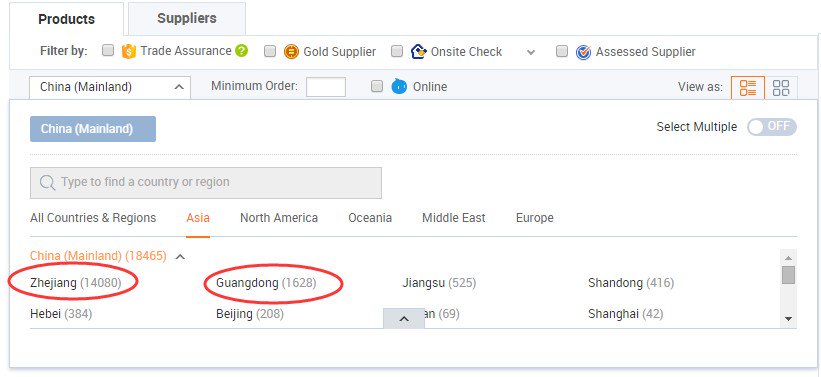 Products Suppliers
Filter by: Trade Assurance ? Gold Supplier Onsite Check Assessed Supplier
China (Mainland) Minimum Order: Online View as:
China (Mainland) Select Multiple OFF
Type to find a country or region
All Countries & Regions Asia North America Oceania Middle East Europe
China (Mainland) (18465)
Zhejiang (14080) Guangdong (1628) Jiangsu (525) Shandong (416)
Hebei (384) Beijing (208) an (69) Shanghai (42)